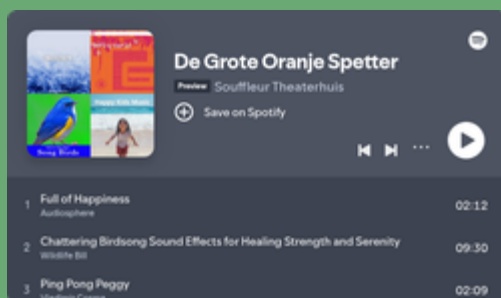 Happy Kids Music
Song Birds
De Grote Oranje Spetter
Preview Souffleur Theaterhuis
Save on Spotify
1 Full of Happiness 02:12
Audiosphere
2 Chattering Birdsong Sound Effects for Healing Strength and Serenity 09:30
Wildlife Bill
3 Ping Pong Peggy 02:09